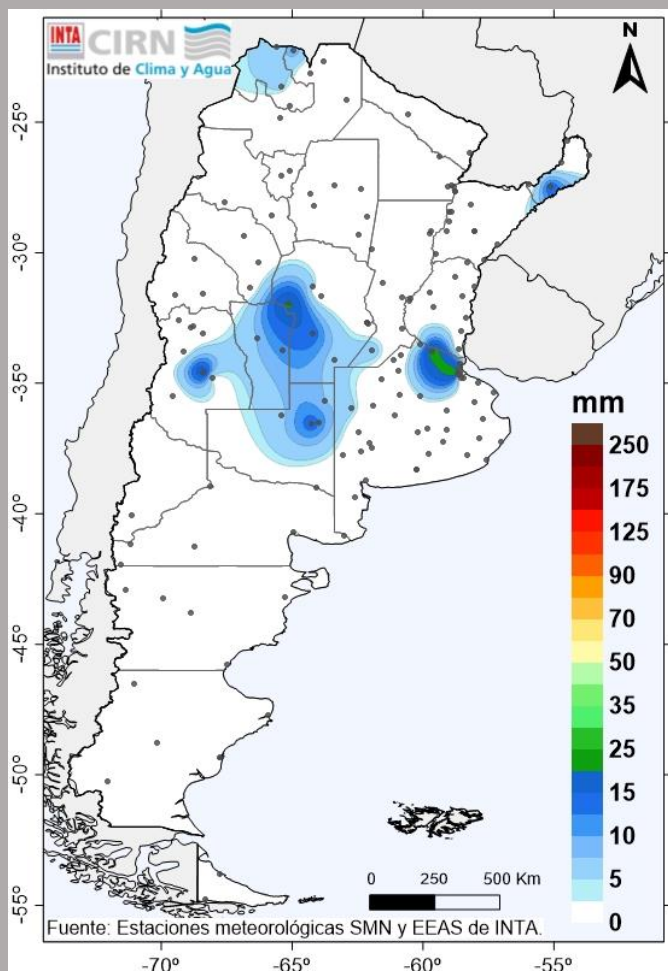 INTA CIRN
Instituto de Clima y Agua
N
-25°
-30°
-35°
-40°
-45°
-50°
-55°
mm
250
175
125
90
70
50
35
25
15
10
5
0
0 250 500 Km
Fuente: Estaciones meteorológicas SMN y EEAS de INTA.
-70° -65° -60° -55°